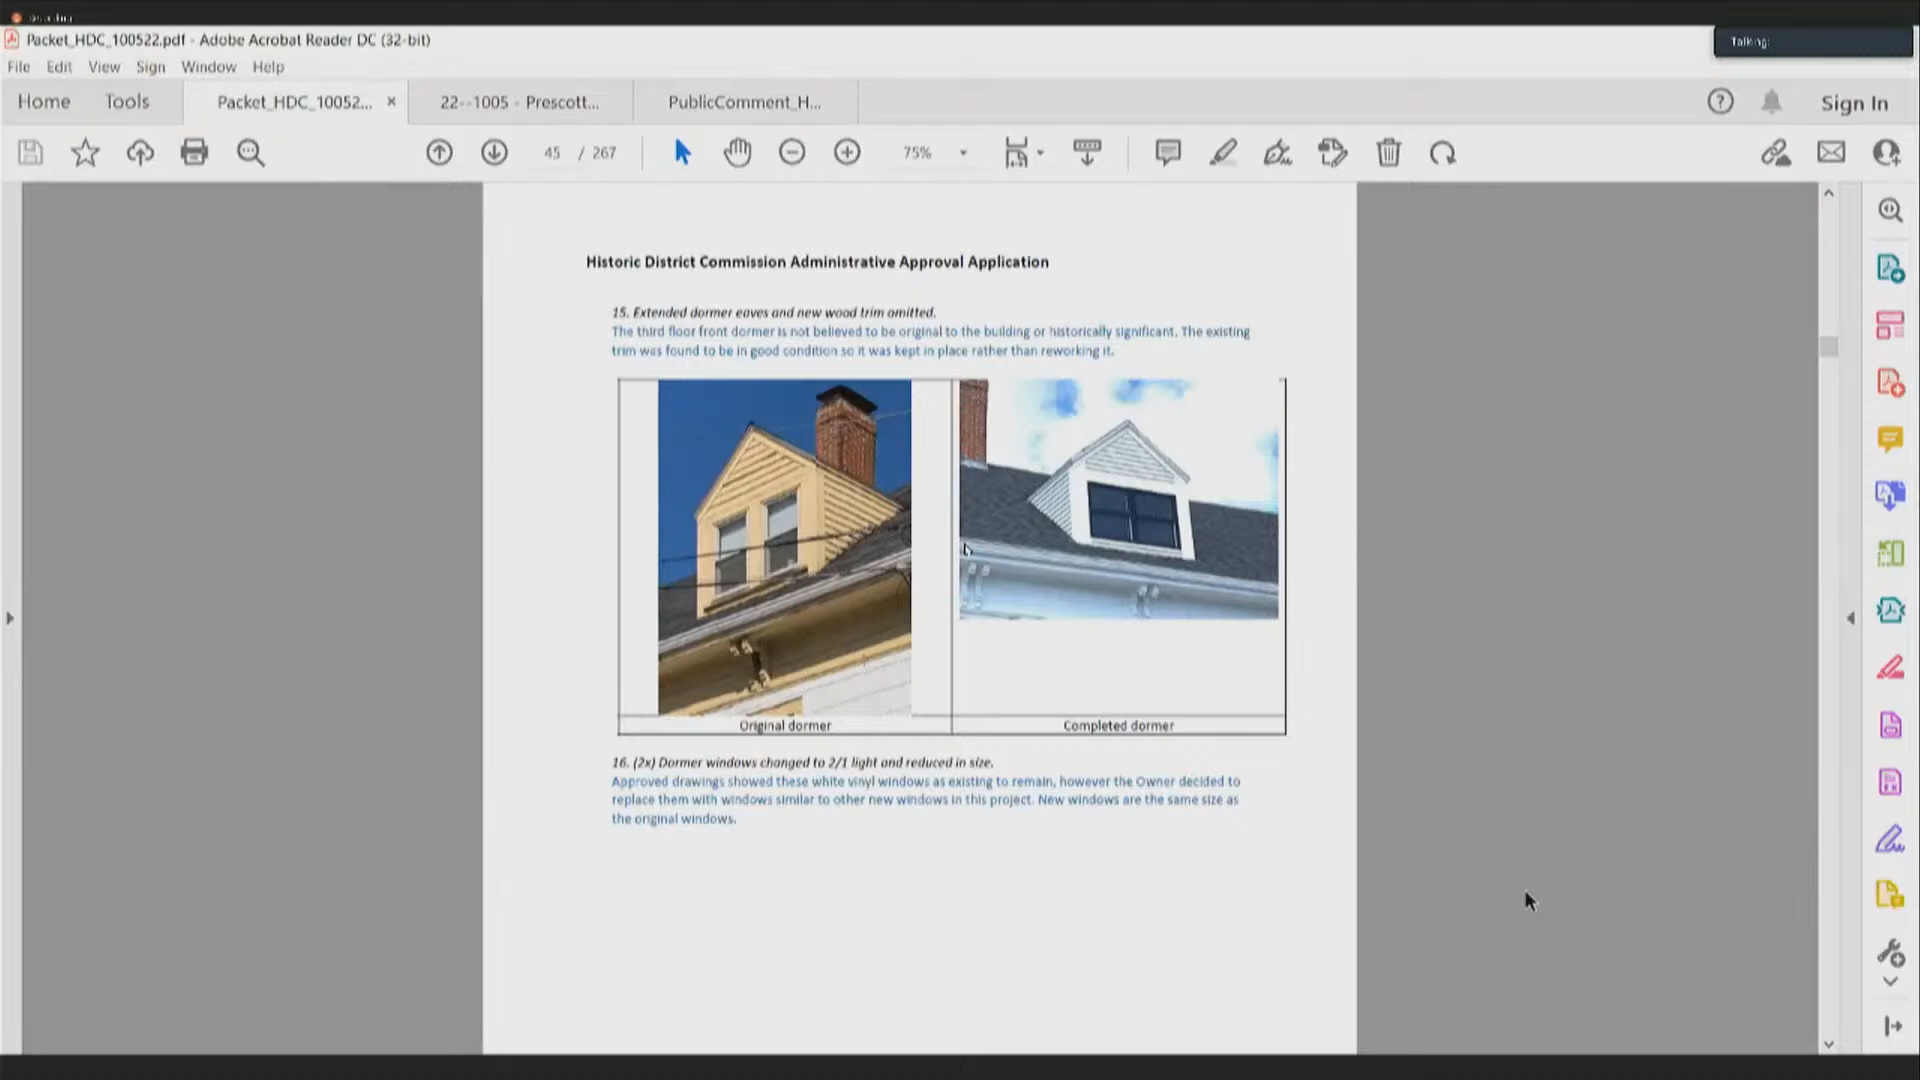 Packet_HDC_100522.pdf - Adobe Acrobat Reader DC (32-bit)
Talking:
File Edit View Sign Window Help
Home Tools Packet_HDC_10052... × 22--1005 - Prescott... PublicComment_H... Sign In
45 / 267 75%
Historic District Commission Administrative Approval Application
15. Extended dormer eaves and new wood trim omitted.
The third floor front dormer is not believed to be original to the building or historically significant. The existing
trim was found to be in good condition so it was kept in place rather than reworking it.
Original dormer Completed dormer
16. (2x) Dormer windows changed to 2/1 light and reduced in size.
Approved drawings showed these white vinyl windows as existing to remain, however the Owner decided to
replace them with windows similar to other new windows in this project. New windows are the same size as
the original windows.